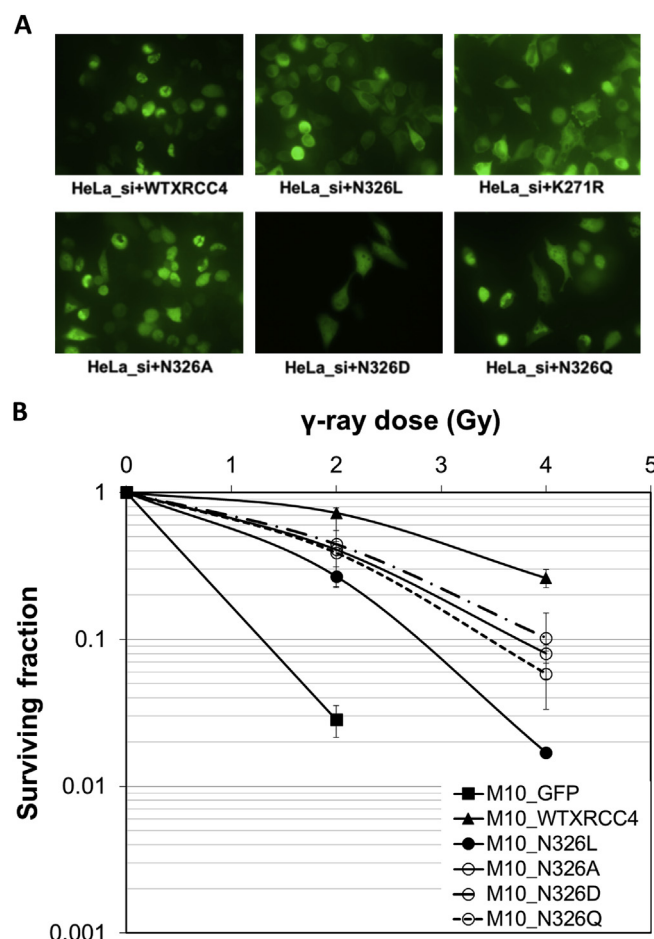 A
HeLa_si+WTXRCC4 HeLa_si+N326L HeLa_si+K271R
HeLa_si+N326A HeLa_si+N326D HeLa_si+N326Q
B
γ-ray dose (Gy)
0 1 2 3 4 5
1
0.1
0.01
0.001
Surviving fraction
M10_GFP
M10_WTXRCC4
M10_N326L
M10_N326A
M10_N326D
M10_N326Q